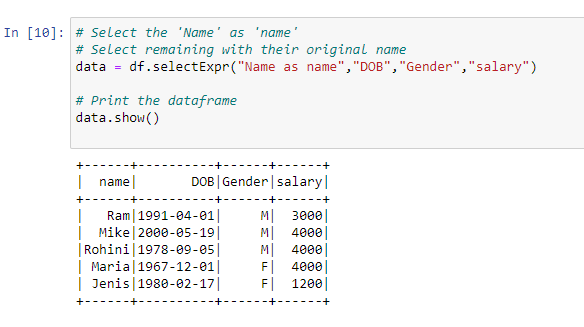 In [10]: # Select the 'Name' as 'name'
# Select remaining with their original name
data = df.selectExpr("Name as name","DOB","Gender","salary")
# Print the dataframe
data.show()
+------+----------+------+------+
|  name|       DOB|Gender|salary|
+------+----------+------+------+
|   Ram|1991-04-01|     M|  3000|
|  Mike|2000-05-19|     M|  4000|
|Rohini|1978-09-05|     M|  4000|
| Maria|1967-12-01|     F|  4000|
| Jenis|1980-02-17|     F|  1200|
+------+----------+------+------+